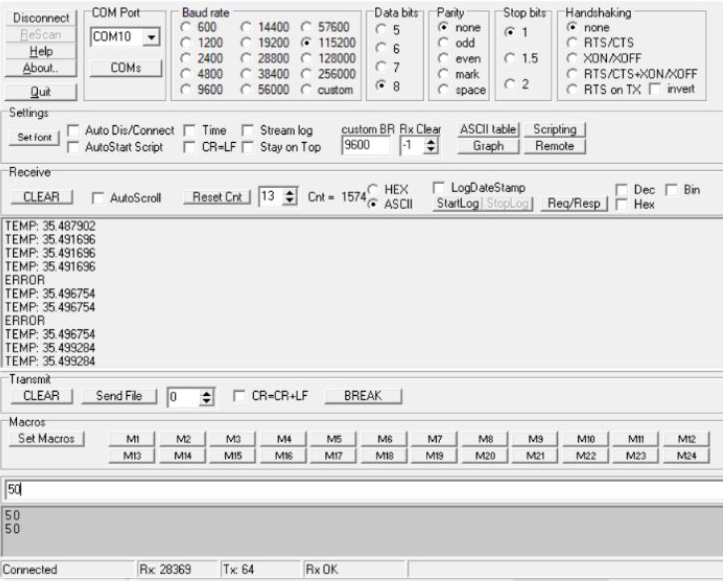 Disconnect
ReScan
Help
About..
Quit
COM Port
COM10
COMs
Baud rate
600 14400 57600
1200 19200 115200
2400 28800 128000
4800 38400 256000
9600 56000 custom
Data bits
5
6
7
8
Parity
none
odd
even
mark
space
Stop bits
1
1.5
2
Handshaking
none
RTS/CTS
XON/XOFF
RTS/CTS+XON/XOFF
RTS on TX invert
Settings
Set font
Auto Dis/Connect Time Stream log
AutoStart Script CR=LF Stay on Top
custom BR Rx Clear
9600 -1
ASCII table Scripting
Graph Remote
Receive
CLEAR AutoScroll Reset Cnt 13 Cnt = 1574
HEX
ASCII
LogDateStamp
StartLog StopLog Req/Resp
Dec Bin
Hex
TEMP: 35.487902
TEMP: 35.491696
TEMP: 35.491696
TEMP: 35.491696
ERROR
TEMP: 35.496754
TEMP: 35.496754
ERROR
TEMP: 35.496754
TEMP: 35.499284
TEMP: 35.499284
Transmit
CLEAR Send File 0 CR=CR+LF BREAK
Macros
Set Macros
M1 M2 M3 M4 M5 M6 M7 M8 M9 M10 M11 M12
M13 M14 M15 M16 M17 M18 M19 M20 M21 M22 M23 M24
50
50
50
Connected Rx: 28369 Tx: 64 Rx OK